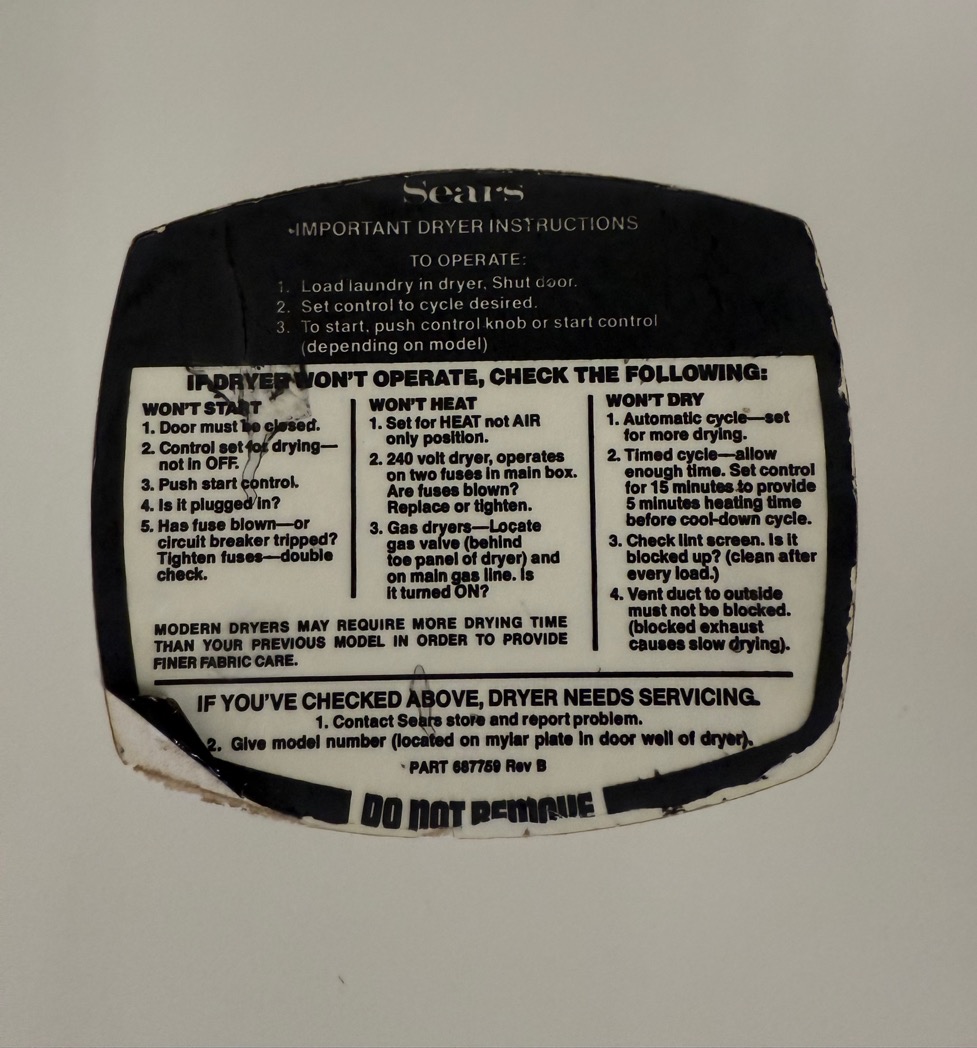 Sears
IMPORTANT DRYER INSTRUCTIONS
TO OPERATE:
1. Load laundry in dryer, Shut door.
2. Set control to cycle desired.
3. To start, push control knob or start control
(depending on model)
IF DRYER WON'T OPERATE, CHECK THE FOLLOWING:
WON'T START
1. Door must be closed.
2. Control set for drying—
not in OFF.
3. Push start control.
4. Is it plugged in?
5. Has fuse blown—or
circuit breaker tripped?
Tighten fuses—double
check.
WON'T HEAT
1. Set for HEAT not AIR
only position.
2. 240 volt dryer, operates
on two fuses in main box.
Are fuses blown?
Replace or tighten.
3. Gas dryers—Locate
gas valve (behind
toe panel of dryer) and
on main gas line. Is
it turned ON?
WON'T DRY
1. Automatic cycle—set
for more drying.
2. Timed cycle—allow
enough time. Set control
for 15 minutes to provide
5 minutes heating time
before cool-down cycle.
3. Check lint screen. Is it
blocked up? (clean after
every load.)
4. Vent duct to outside
must not be blocked.
(blocked exhaust
causes slow drying).
MODERN DRYERS MAY REQUIRE MORE DRYING TIME
THAN YOUR PREVIOUS MODEL IN ORDER TO PROVIDE
FINER FABRIC CARE.
IF YOU'VE CHECKED ABOVE, DRYER NEEDS SERVICING.
1. Contact Sears store and report problem.
2. Give model number (located on mylar plate in door well of dryer).
PART 687759 Rev B
DO NOT REMOVE